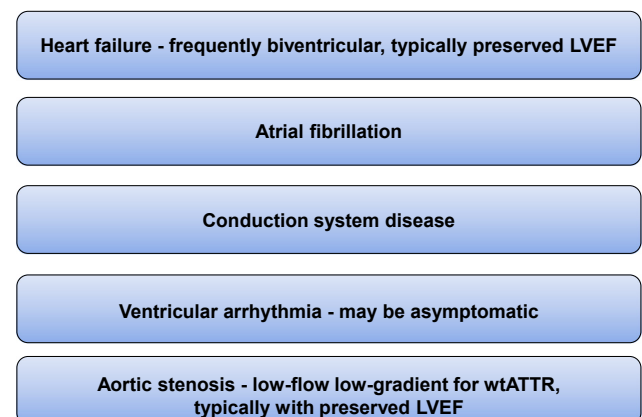 Heart failure - frequently biventricular, typically preserved LVEF
Atrial fibrillation
Conduction system disease
Ventricular arrhythmia - may be asymptomatic
Aortic stenosis - low-flow low-gradient for wtATTR,
typically with preserved LVEF